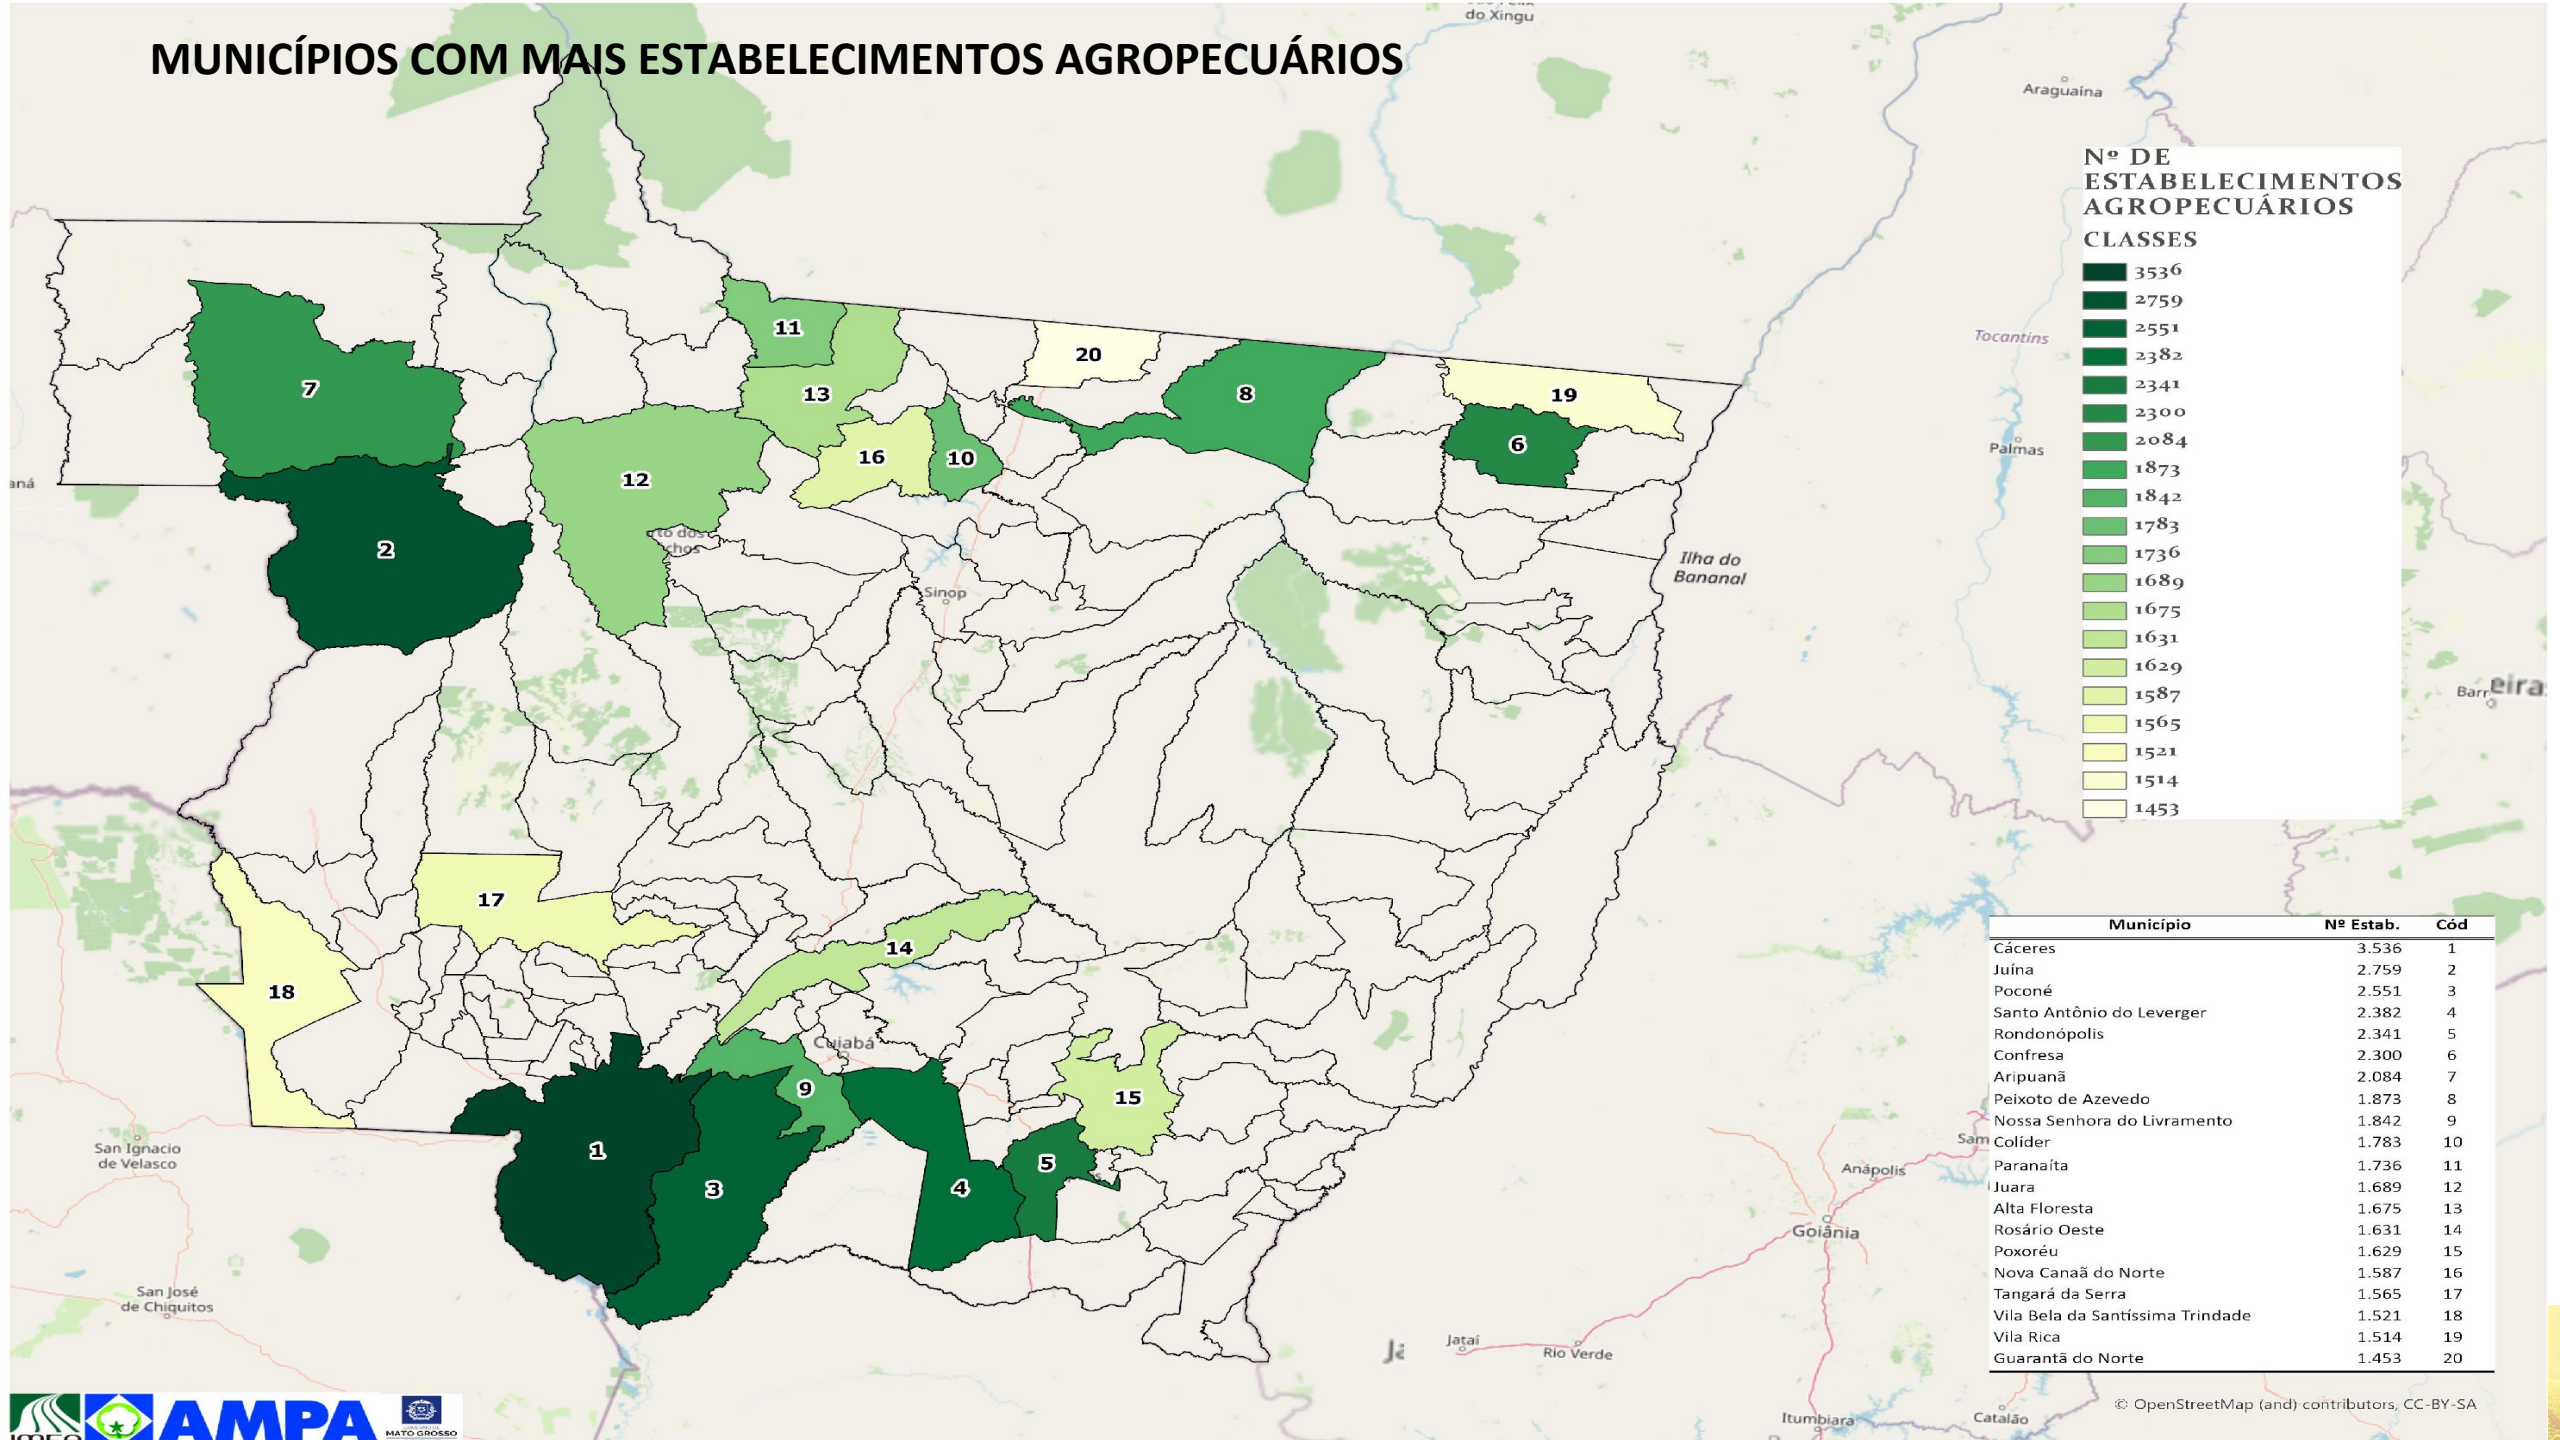 do Xingu
MUNICÍPIOS COM MAIS ESTABELECIMENTOS AGROPECUÁRIOS
Araguaína
Nº DE
ESTABELECIMENTOS
AGROPECUÁRIOS
CLASSES
3536
2759
2551
2382
2341
2300
2084
1873
1842
1783
1736
1689
1675
1631
1629
1587
1565
1521
1514
1453
Tocantins
Palmas
Ilha do
Bananal
Barr eira
11
20
7
13
8
19
6
16
10
12
aná
2
rto dos
chos
Sinop
17
14
18
Cuiabá
9
15
1
5
3
4
San Ignacio
de Velasco
San José
de Chiquitos
Sam
Anápolis
Goiânia
Município Nº Estab. Cód
Cáceres 3.536 1
Juína 2.759 2
Poconé 2.551 3
Santo Antônio do Leverger 2.382 4
Rondonópolis 2.341 5
Confresa 2.300 6
Aripuanã 2.084 7
Peixoto de Azevedo 1.873 8
Nossa Senhora do Livramento 1.842 9
Colíder 1.783 10
Paranaíta 1.736 11
Juara 1.689 12
Alta Floresta 1.675 13
Rosário Oeste 1.631 14
Poxoréu 1.629 15
Nova Canaã do Norte 1.587 16
Tangará da Serra 1.565 17
Vila Bela da Santíssima Trindade 1.521 18
Vila Rica 1.514 19
Guarantã do Norte 1.453 20
Ja
Jataí
Rio Verde
Itumbiara
Catalão
© OpenStreetMap (and) contributors, CC-BY-SA
AMPA
MATO GROSSO